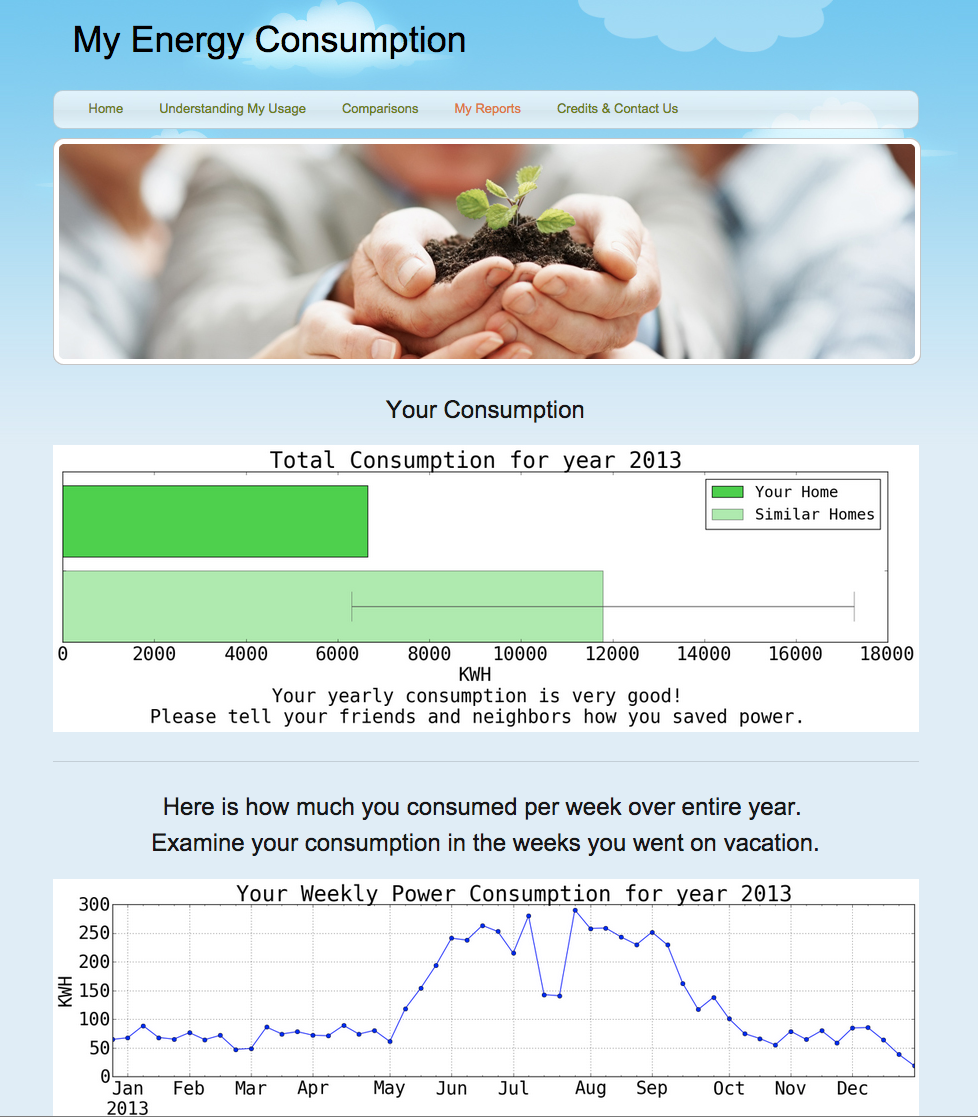 My Energy Consumption
Home Understanding My Usage Comparisons My Reports Credits & Contact Us
Your Consumption
Total Consumption for year 2013
Your Home
Similar Homes
0 2000 4000 6000 8000 10000 12000 14000 16000 18000
KWH
Your yearly consumption is very good!
Please tell your friends and neighbors how you saved power.
Here is how much you consumed per week over entire year.
Examine your consumption in the weeks you went on vacation.
Your Weekly Power Consumption for year 2013
300
250
200
150
100
50
0
KWH
Jan Feb Mar Apr May Jun Jul Aug Sep Oct Nov Dec
2013